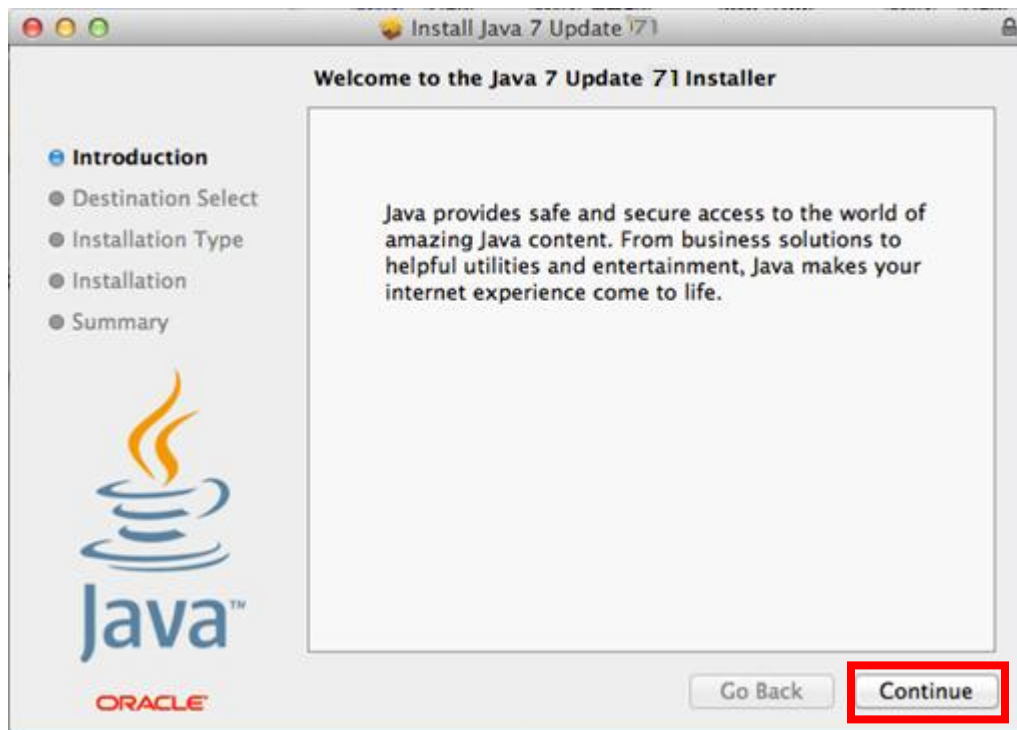 Install Java 7 Update 71
Welcome to the Java 7 Update 71 Installer
Introduction
Destination Select
Installation Type
Installation
Summary
Java provides safe and secure access to the world of
amazing Java content. From business solutions to
helpful utilities and entertainment, Java makes your
internet experience come to life.
Java™
ORACLE
Go Back
Continue